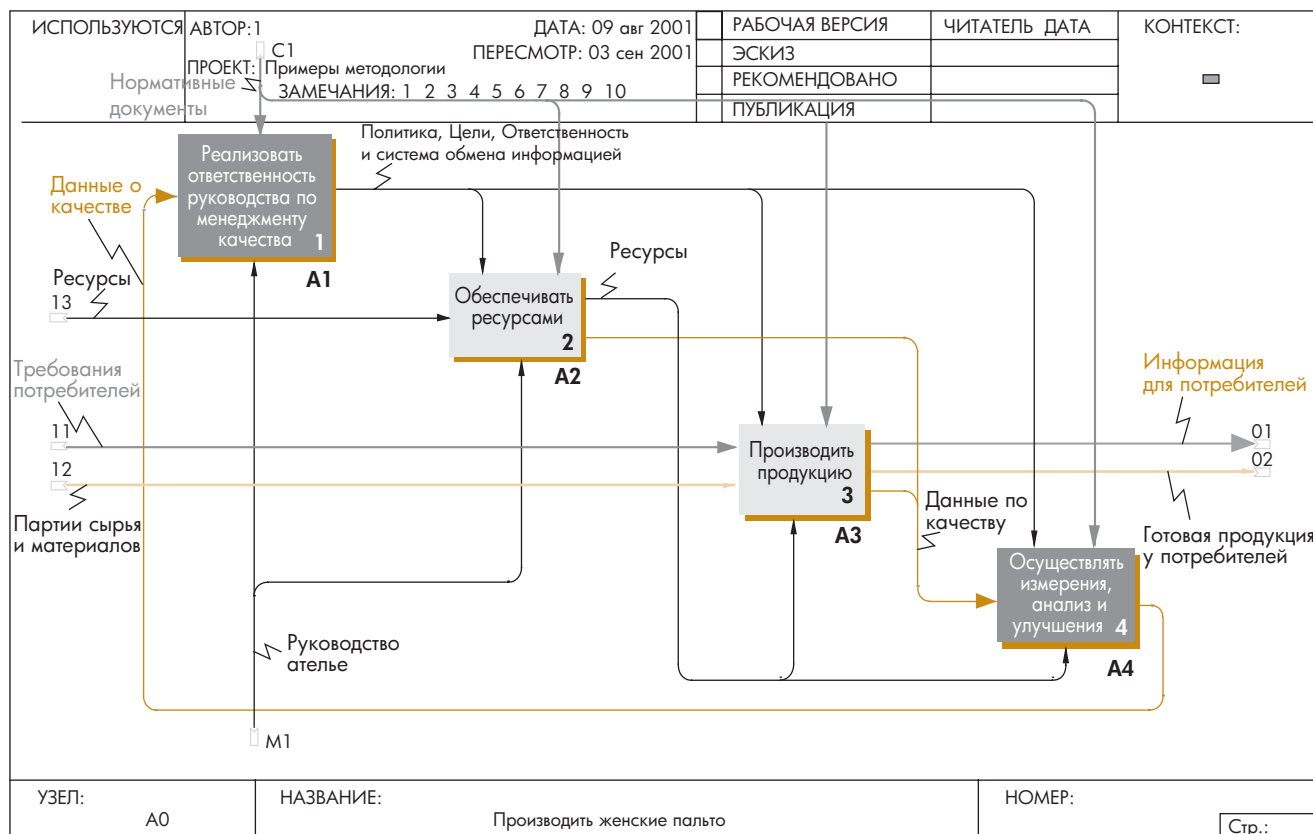 ИСПОЛЬЗУЮТСЯ
АВТОР:1
ДАТА: 09 авг 2001
РАБОЧАЯ ВЕРСИЯ
ЧИТАТЕЛЬ ДАТА
КОНТЕКСТ:
C1
ПЕРЕСМОТР: 03 сен 2001
ЭСКИЗ
ПРОЕКТ: Примеры методологии
РЕКОМЕНДОВАНО
Нормативные
документы
ЗАМЕЧАНИЯ: 1 2 3 4 5 6 7 8 9 10
ПУБЛИКАЦИЯ
Политика, Цели, Ответственность
и система обмена информацией
Реализовать
ответственность
руководства по
менеджменту
качества 1
A1
Данные о
качестве
Ресурсы
13
Ресурсы
Обеспечивать
ресурсами
2
A2
Требования
потребителей
11
12
Партии сырья
и материалов
Производить
продукцию
3
A3
Информация
для потребителей
01
02
Данные по
качеству
Готовая продукция
у потребителей
Осуществлять
измерения,
анализ и
улучшения 4
A4
Руководство
ателье
M1
УЗЕЛ:
A0
НАЗВАНИЕ:
Производить женские пальто
НОМЕР:
Стр.: